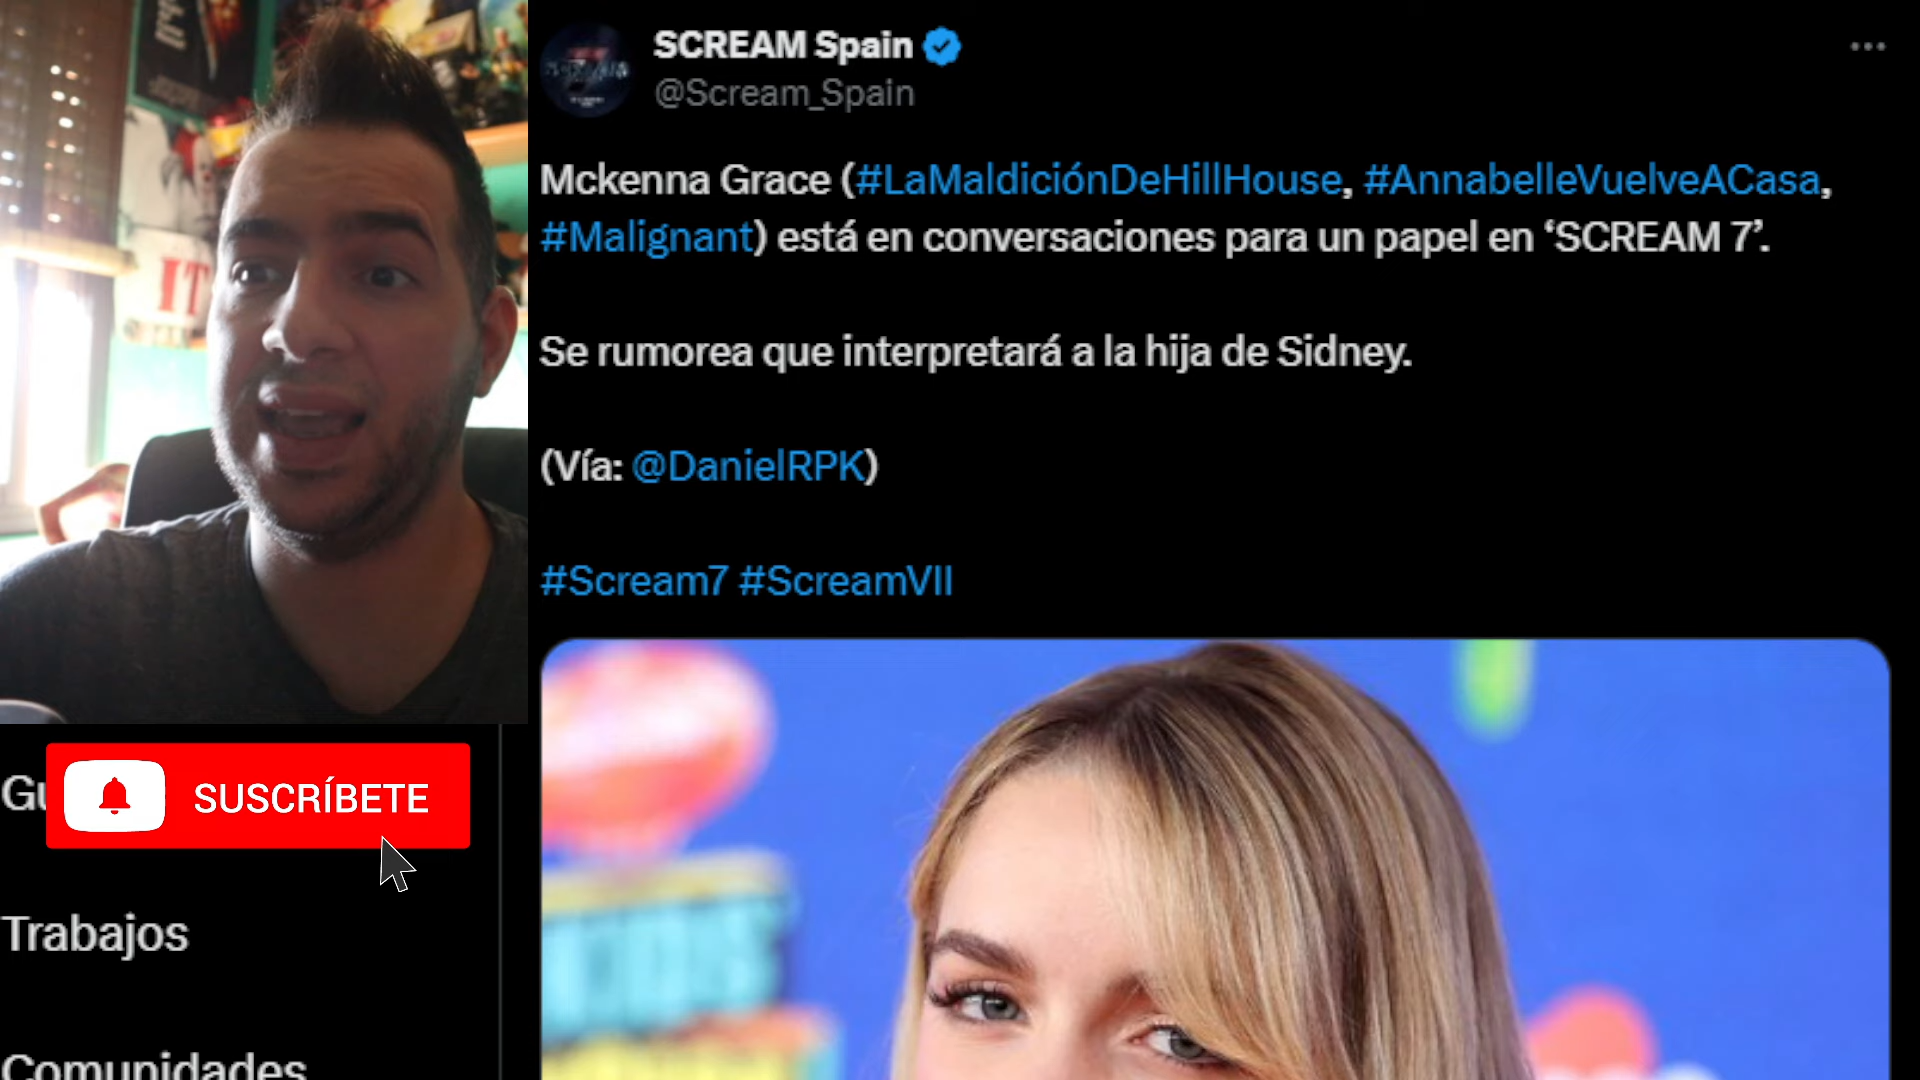 SCREAM Spain
@Scream_Spain
Mckenna Grace (#LaMaldiciónDeHillHouse, #AnnabelleVuelveACasa,
#Malignant) está en conversaciones para un papel en ‘SCREAM 7’.
Se rumorea que interpretará a la hija de Sidney.
(Vía: @DanielRPK)
#Scream7 #ScreamVII
IT
SUSCRÍBETE
Trabajos
Comunidades